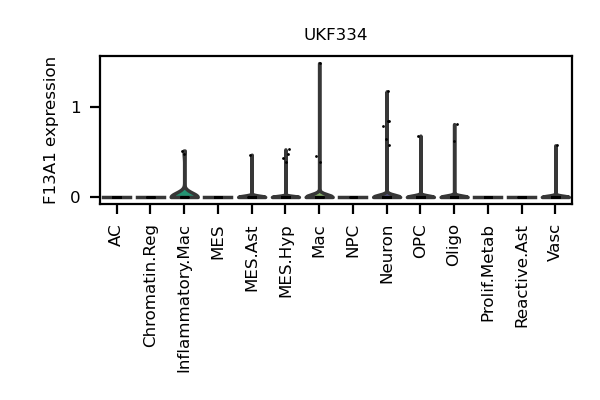 UKF334
F13A1 expression
1
0
AC
Chromatin.Reg
Inflammatory.Mac
MES
MES.Ast
MES.Hyp
Mac
NPC
Neuron
OPC
Oligo
Prolif.Metab
Reactive.Ast
Vasc